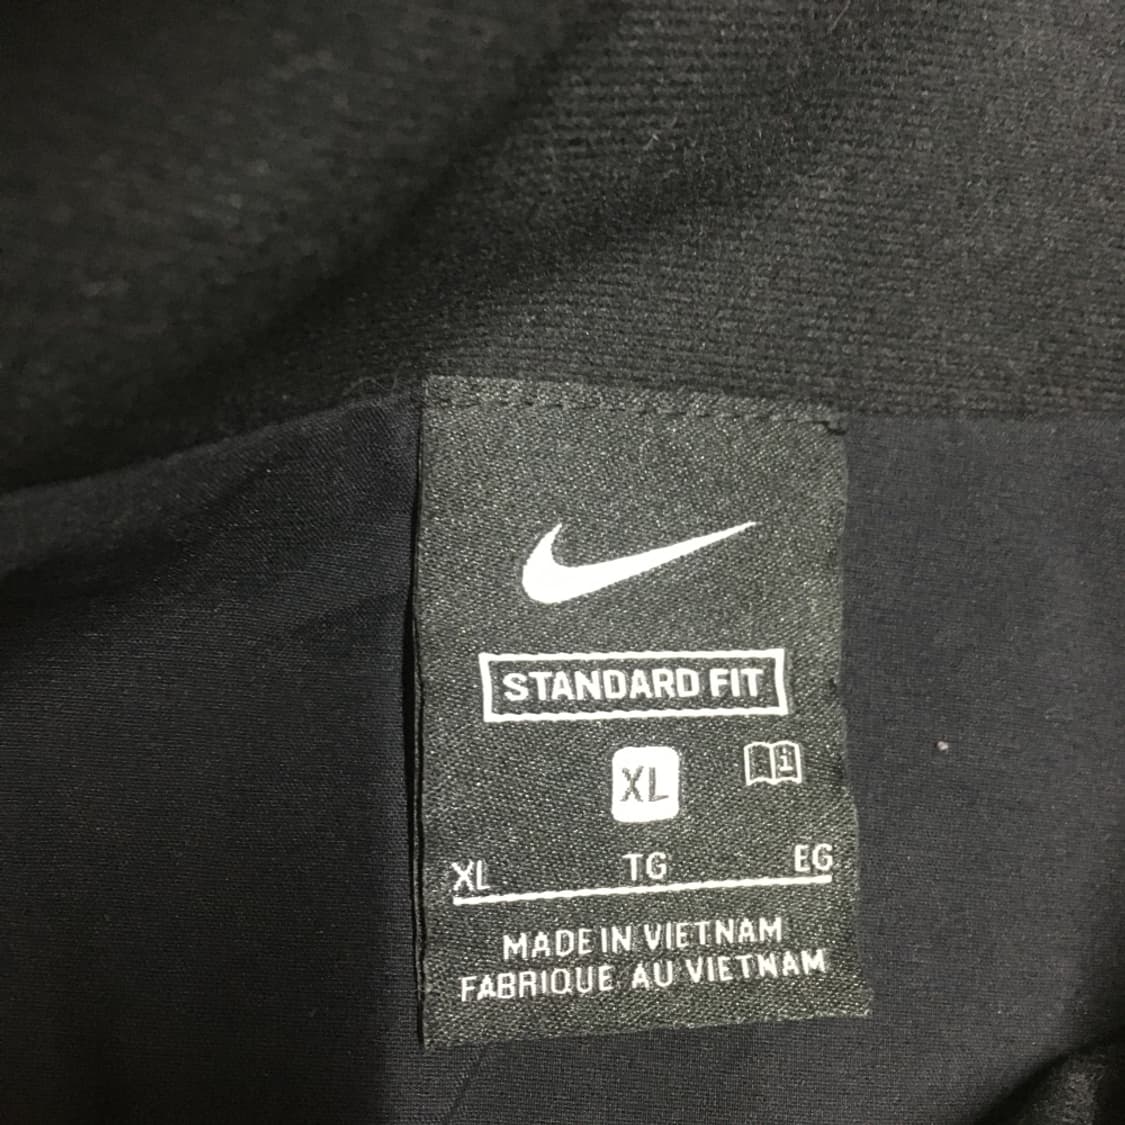 STANDARD FIT
i
XL
XL TG EG
MADE IN VIETNAM
FABRIQUE AU VIETNAM